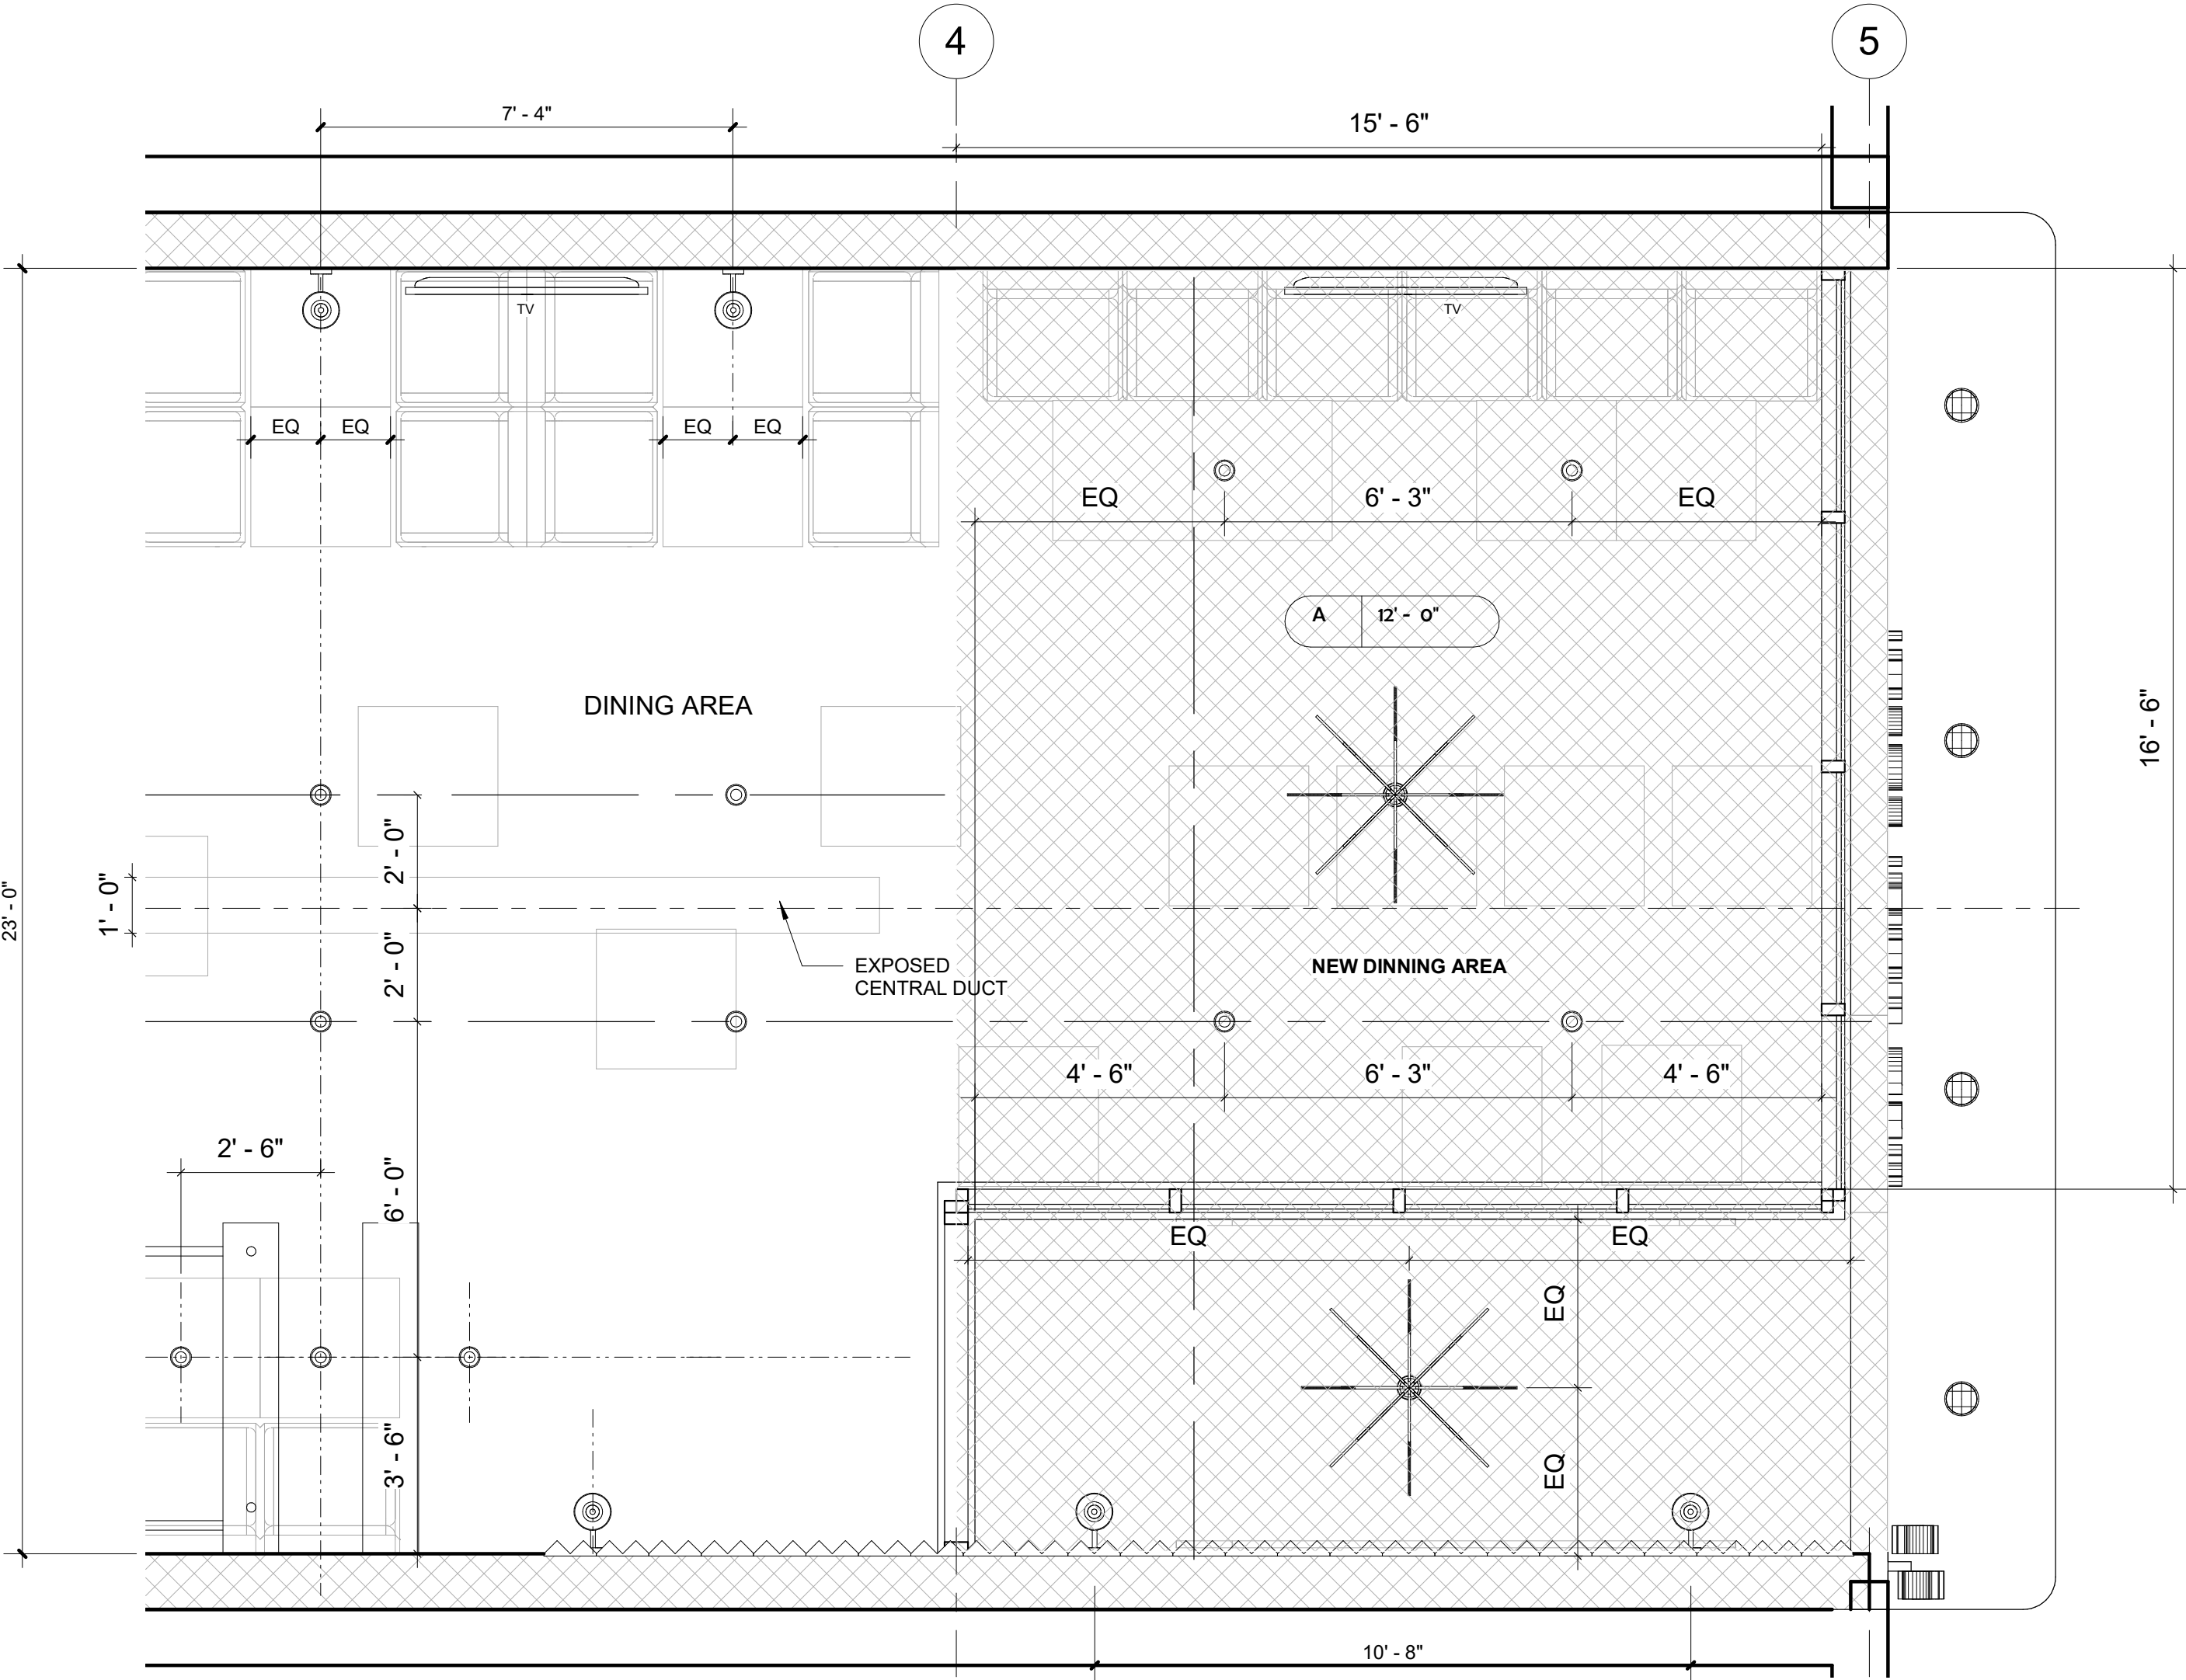 4
5
7' - 4"
15' - 6"
TV
TV
EQ
EQ
EQ
EQ
EQ
6' - 3"
EQ
A
12' - 0"
DINING AREA
16' - 6"
2' - 0"
1' - 0"
23' - 0"
2' - 0"
EXPOSED
CENTRAL DUCT
NEW DINNING AREA
4' - 6"
6' - 3"
4' - 6"
2' - 6"
6' - 0"
EQ
EQ
EQ
3' - 6"
EQ
10' - 8"